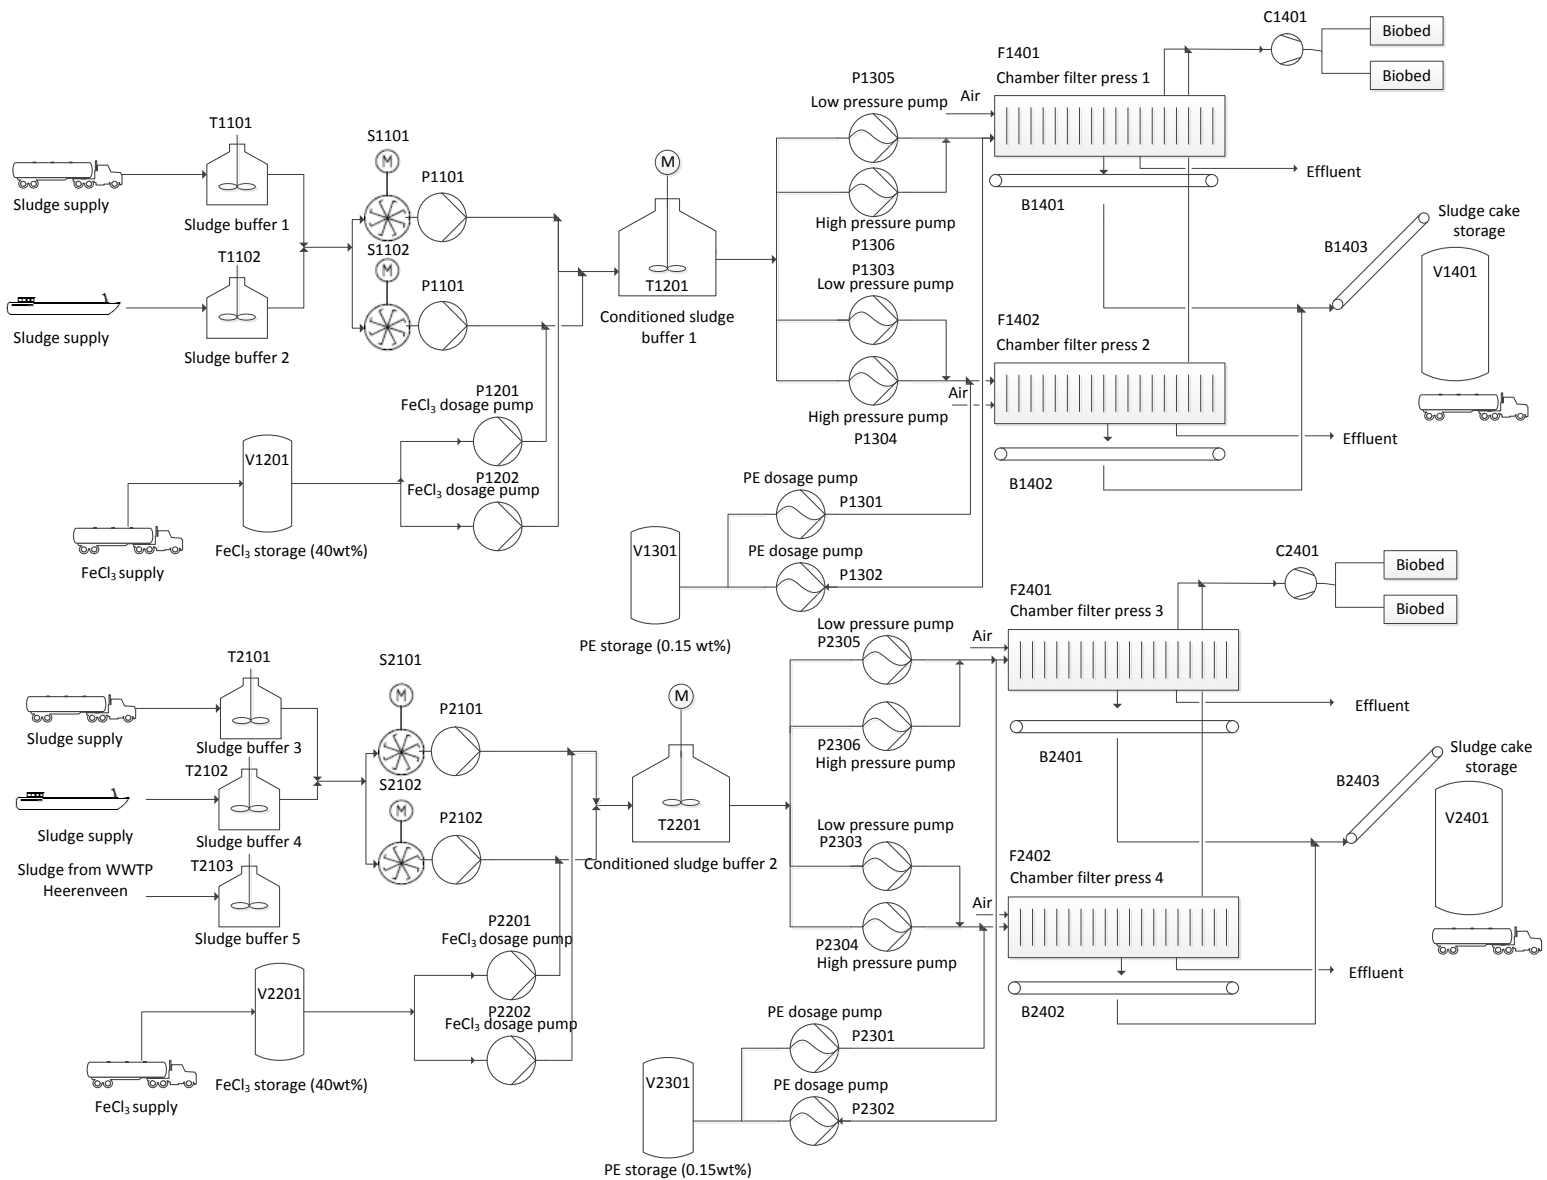 C1401
Biobed
Biobed
F1401
Chamber filter press 1
P1305
Low pressure pump
Air
T1101
S1101
M
M
P1101
Sludge supply
Sludge buffer 1
Effluent
B1401
High pressure pump
P1306
Sludge cake
storage
B1403
V1401
T1102
S1102
M
P1101
T1201
Conditioned sludge
buffer 1
P1303
Low pressure pump
Sludge supply
Sludge buffer 2
F1402
Chamber filter press 2
Air
P1201
FeCl3 dosage pump
High pressure pump
P1304
Effluent
V1201
P1202
FeCl3 dosage pump
B1402
PE dosage pump
P1301
FeCl3 storage (40wt%)
FeCl3 supply
V1301
PE dosage pump
P1302
PE storage (0.15 wt%)
C2401
Biobed
Biobed
F2401
Chamber filter press 3
Low pressure pump
P2305
Air
T2101
S2101
M
M
P2101
Sludge supply
Sludge buffer 3
Effluent
P2306
High pressure pump
B2401
Sludge cake
storage
B2403
V2401
T2102
S2102
M
P2102
T2201
Conditioned sludge buffer 2
Sludge supply
Sludge buffer 4
Low pressure pump
P2303
F2402
Chamber filter press 4
Sludge from WWTP
Heerenveen
T2103
Sludge buffer 5
Air
P2201
FeCl3 dosage pump
P2304
High pressure pump
Effluent
V2201
P2202
FeCl3 dosage pump
B2402
PE dosage pump
P2301
FeCl3 storage (40wt%)
FeCl3 supply
V2301
PE dosage pump
P2302
PE storage (0.15wt%)